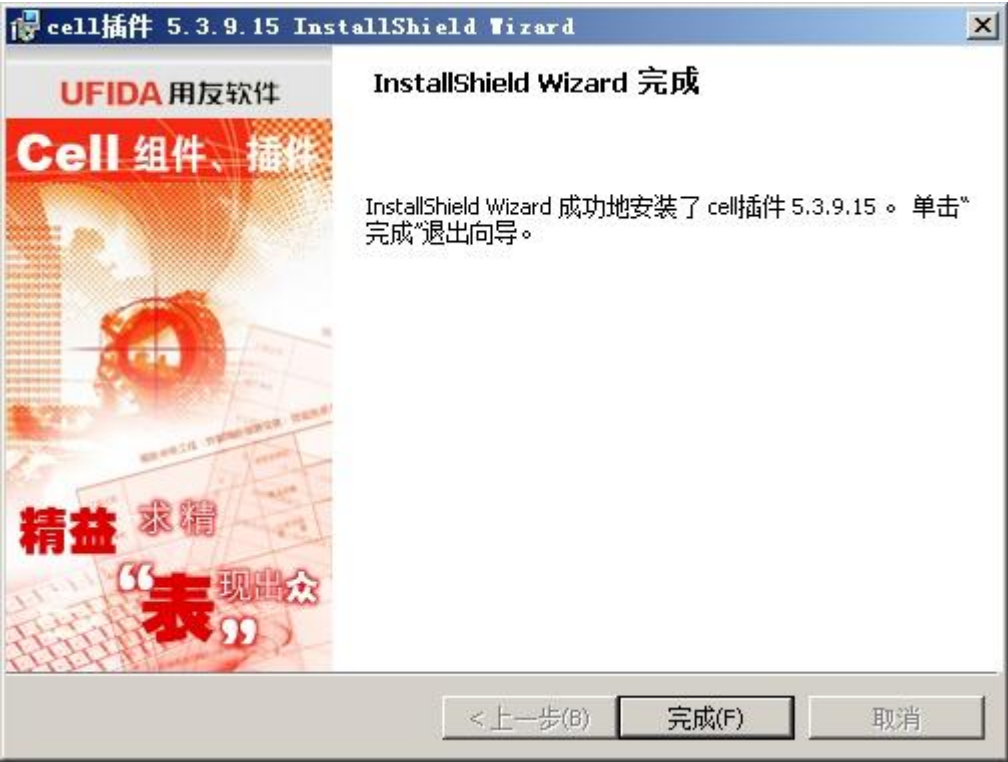 cell插件 5.3.9.15 InstallShield Wizard
UFIDA 用友软件
Cell 组件、插件
精益 求精
“表”现出众
InstallShield Wizard 完成
InstallShield Wizard 成功地安装了 cell插件 5.3.9.15 。 单击“
完成”退出向导。
<上一步(B)
完成(F)
取消